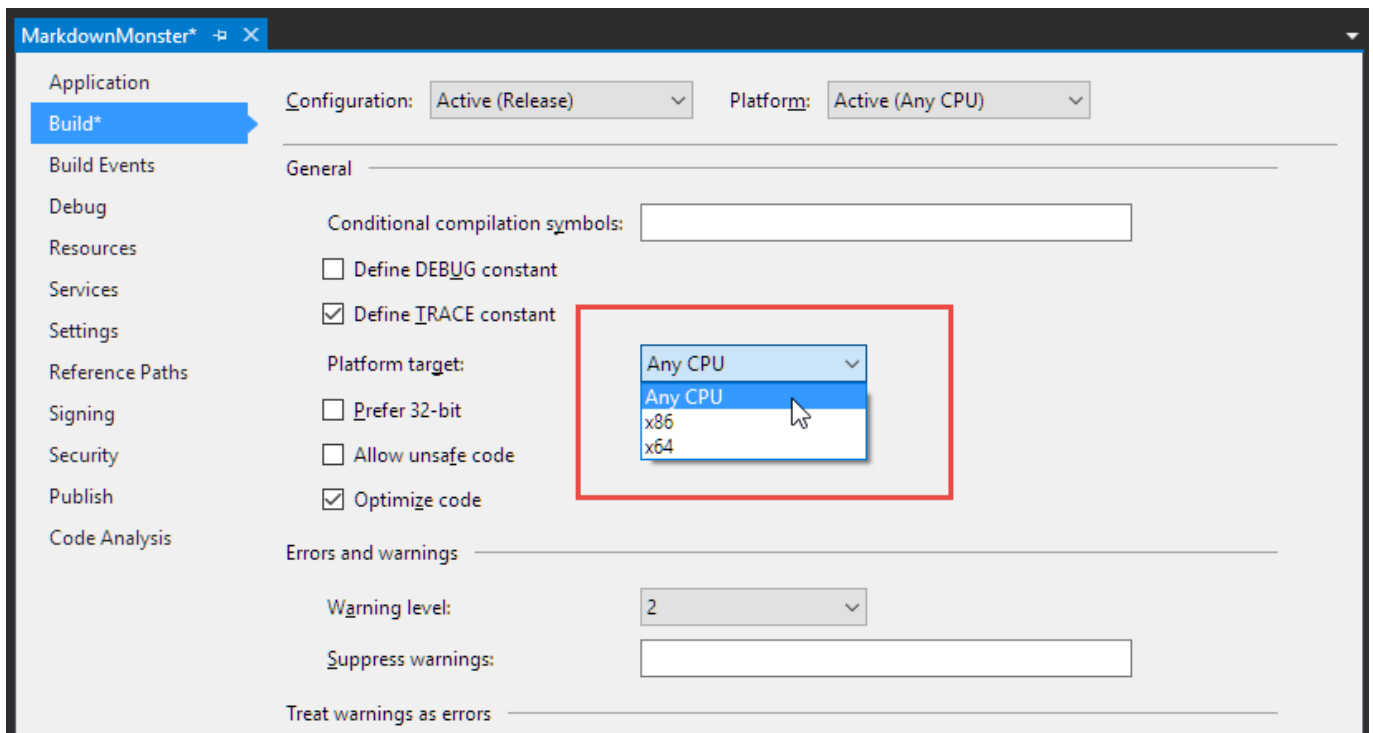 MarkdownMonster*
Application
Build*
Build Events
Debug
Resources
Services
Settings
Reference Paths
Signing
Security
Publish
Code Analysis
Configuration: Active (Release) Platform: Active (Any CPU)
General
Conditional compilation symbols:
Define DEBUG constant
Define TRACE constant
Platform target: Any CPU
Any CPU
x86
x64
Prefer 32-bit
Allow unsafe code
Optimize code
Errors and warnings
Warning level: 2
Suppress warnings:
Treat warnings as errors